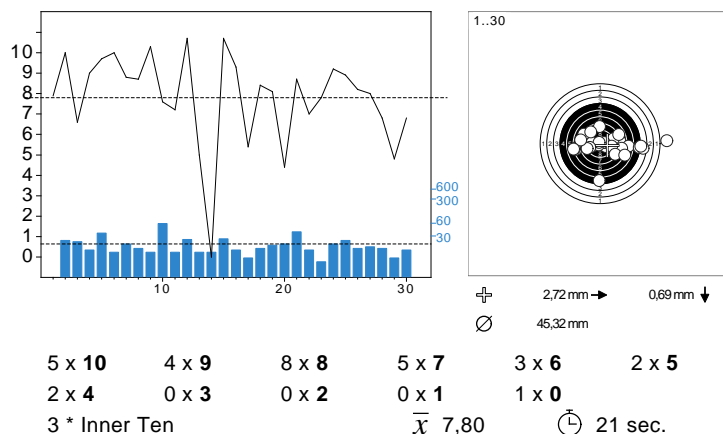 1..30
10
9
8
7
6
5
4
3
2
1
0
600
300
60
30
10 20 30
2,72 mm 0,69 mm
45,32 mm
5 x 10 4 x 9 8 x 8 5 x 7 3 x 6 2 x 5
2 x 4 0 x 3 0 x 2 0 x 1 1 x 0
3 * Inner Ten x 7,80 21 sec.